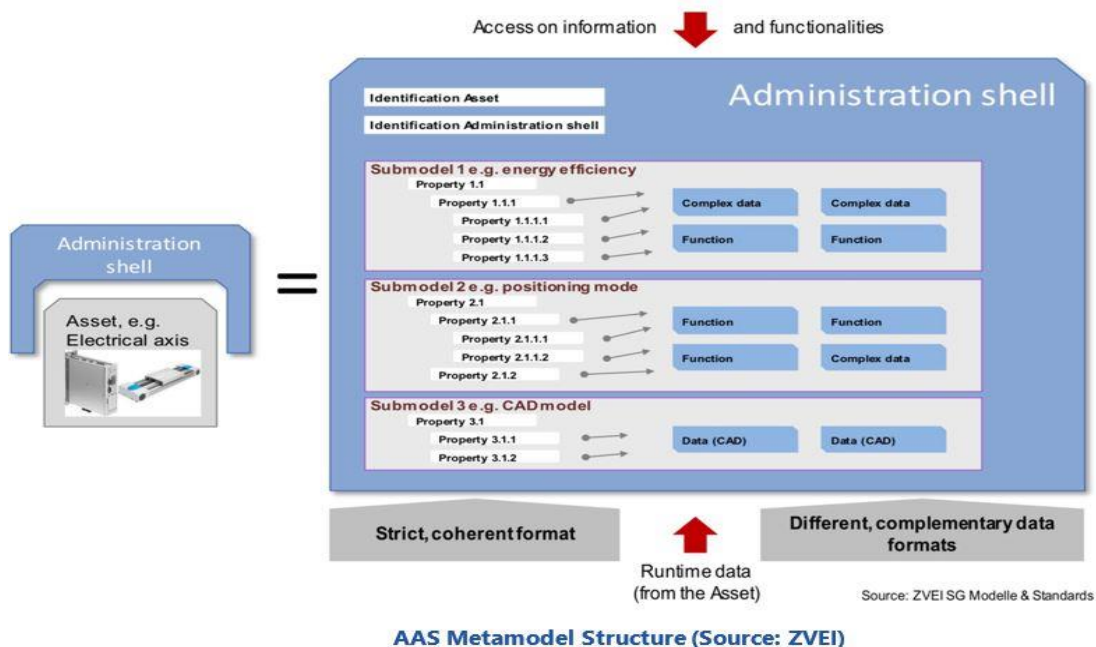 Access on information and functionalities
Administration shell
Identification Asset
Identification Administration shell
Submodel 1 e.g. energy efficiency
Property 1.1
Property 1.1.1
Property 1.1.1.1
Property 1.1.1.2
Property 1.1.1.3
Complex data Complex data
Function Function
Administration
shell
Asset, e.g.
Electrical axis
=
Submodel 2 e.g. positioning mode
Property 2.1
Property 2.1.1
Property 2.1.1.1
Property 2.1.1.2
Property 2.1.2
Function Function
Function Complex data
Submodel 3 e.g. CAD model
Property 3.1
Property 3.1.1
Property 3.1.2
Data (CAD) Data (CAD)
Strict, coherent format
Different, complementary data
formats
Runtime data
(from the Asset)
Source: ZVEI SG Modelle & Standards
AAS Metamodel Structure (Source: ZVEI)